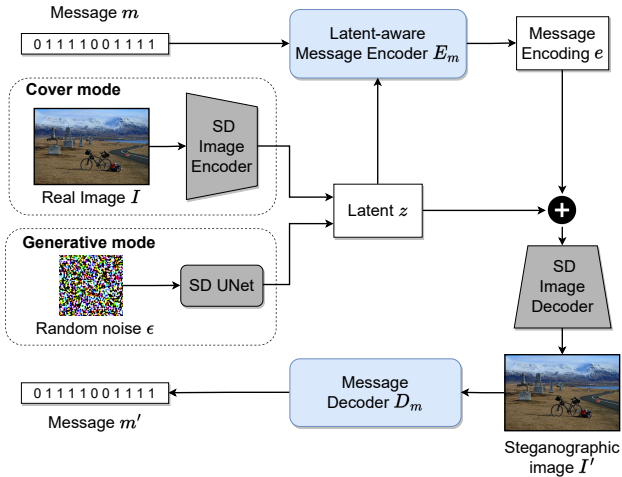 Message m
0 1 1 1 1 0 0 1 1 1 1
Latent-aware
Message Encoder E_m
Message
Encoding e
Cover mode
SD
Image
Encoder
Real Image I
Latent z
+
Generative mode
SD UNet
Random noise ϵ
SD
Image
Decoder
0 1 1 1 1 0 0 1 1 1 1
Message m′
Message
Decoder D_m
Steganographic
image I′